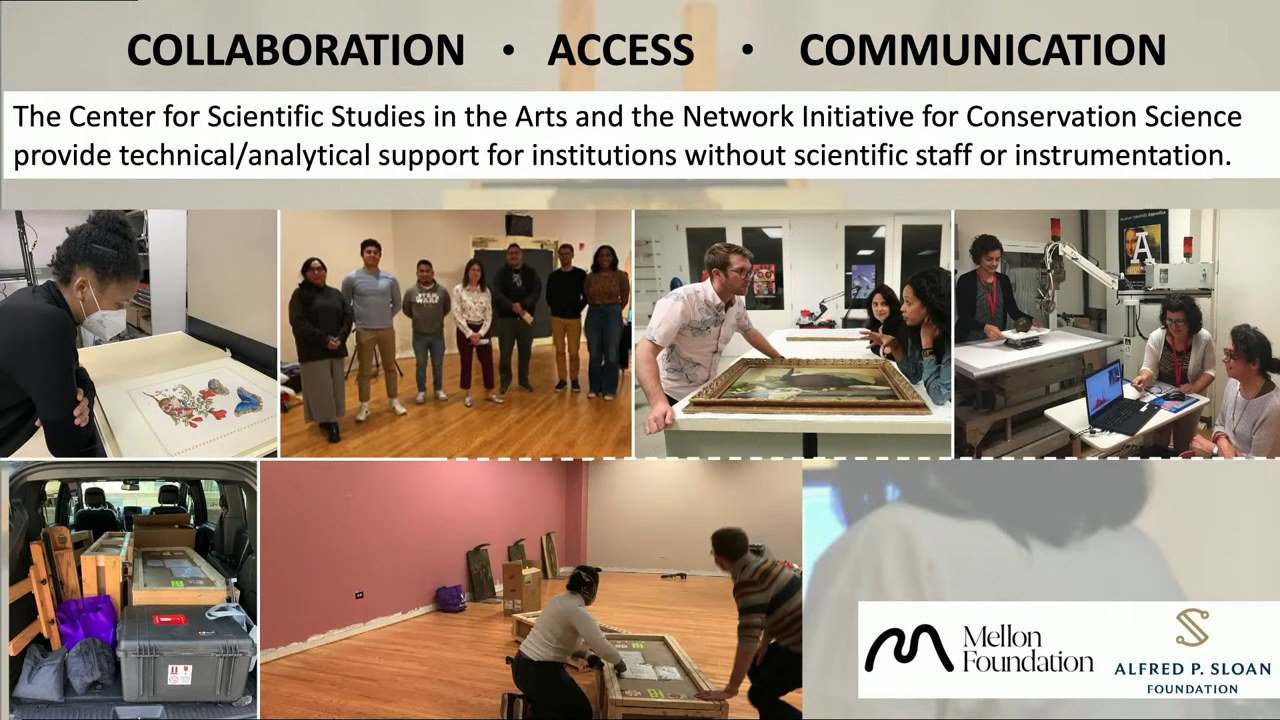 COLLABORATION • ACCESS • COMMUNICATION
The Center for Scientific Studies in the Arts and the Network Initiative for Conservation Science
provide technical/analytical support for institutions without scientific staff or instrumentation.
A
Mellon
Foundation
ALFRED P. SLOAN
FOUNDATION